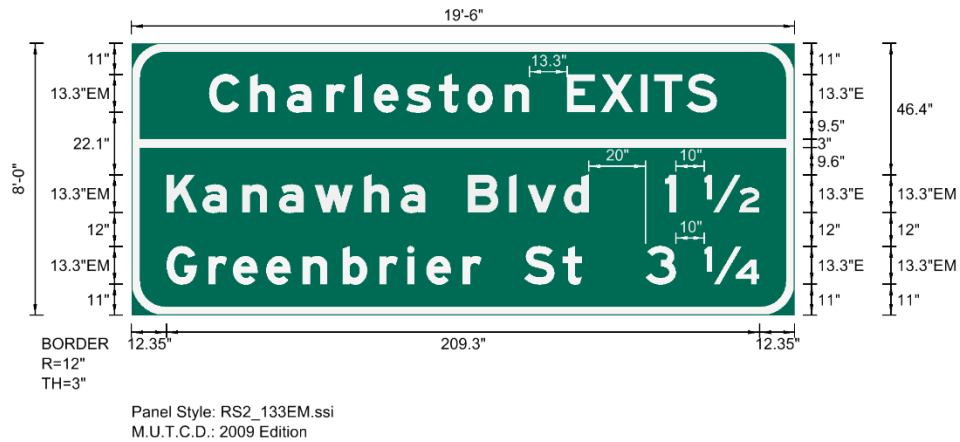 19'-6"
11"
13.3"EM
22.1"
13.3"EM
12"
13.3"EM
11"
8'-0"
13.3"
Charleston EXITS
20" 10"
Kanawha Blvd 1 1/2
10"
Greenbrier St 3 1/4
11"
13.3"E
9.5"
3"
9.6"
13.3"E
12"
13.3"E
11"
46.4"
13.3"EM
12"
13.3"EM
11"
12.35" 209.3" 12.35"
BORDER
R=12"
TH=3"
Panel Style: RS2_133EM.ssi
M.U.T.C.D.: 2009 Edition